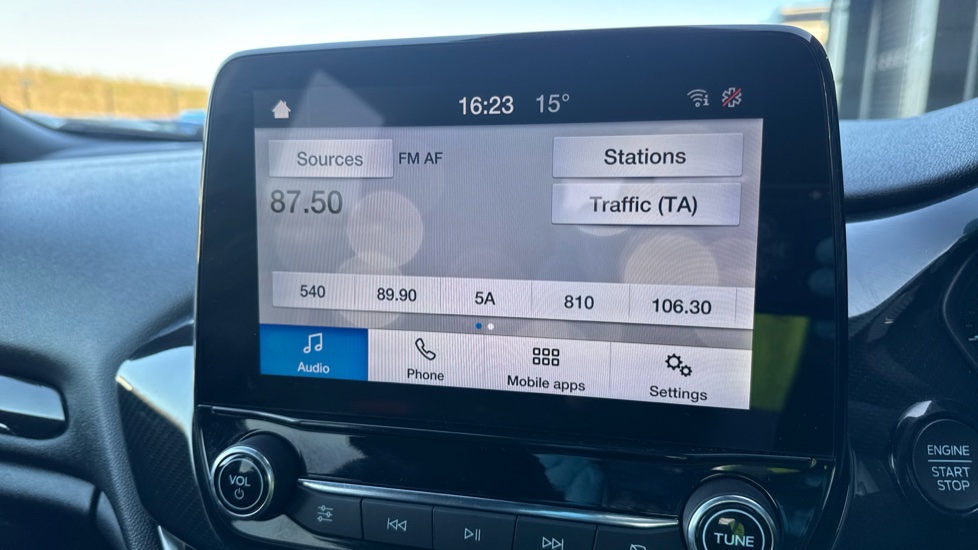 16:23 15°
Sources FM AF Stations
87.50 Traffic (TA)
540 89.90 5A 810 106.30
Audio Phone Mobile apps Settings
VOL
TUNE
ENGINE
START
STOP